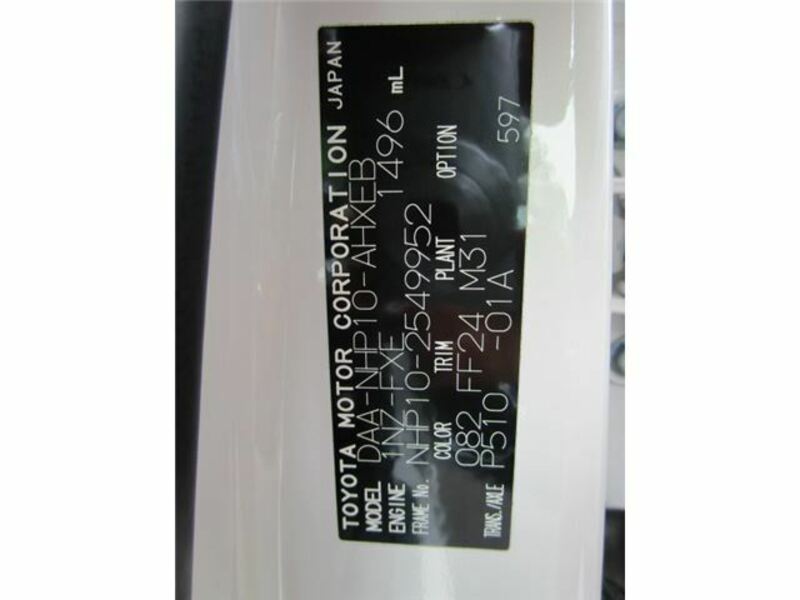 TOYOTA MOTOR CORPORATION JAPAN
MODEL DAA-NHP10-AHXEB
ENGINE 1NZ-FXE 1496 mL
FRAME No. NHP10-2549952
COLOR TRIM PLANT OPTION
082 FF24 M31
TRANS./AXLE P510 -01A 597